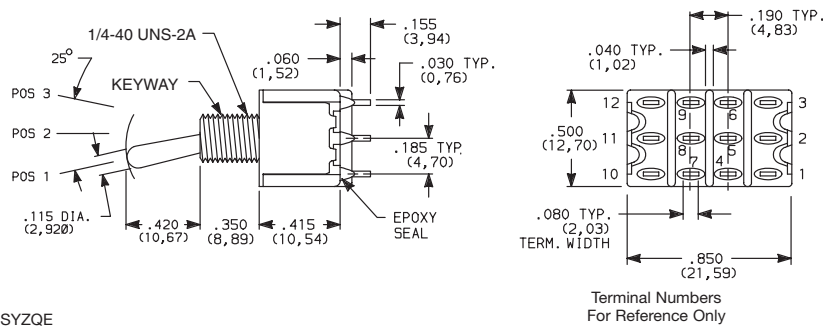 1/4-40 UNS-2A
25°
KEYWAY
POS 3
POS 2
POS 1
.115 DIA.
(2,920)
.420
(10,67)
.350
(8,89)
.415
(10,54)
.060
(1,52)
.155
(3,94)
.030 TYP.
(0,76)
.185 TYP.
(4,70)
EPOXY
SEAL
.190 TYP.
(4,83)
.040 TYP.
(1,02)
.500
(12,70)
12
9
6
3
11
8
5
2
10
7
4
1
.080 TYP.
(2,03)
TERM. WIDTH
.850
(21,59)
Terminal Numbers
For Reference Only
SYZQE